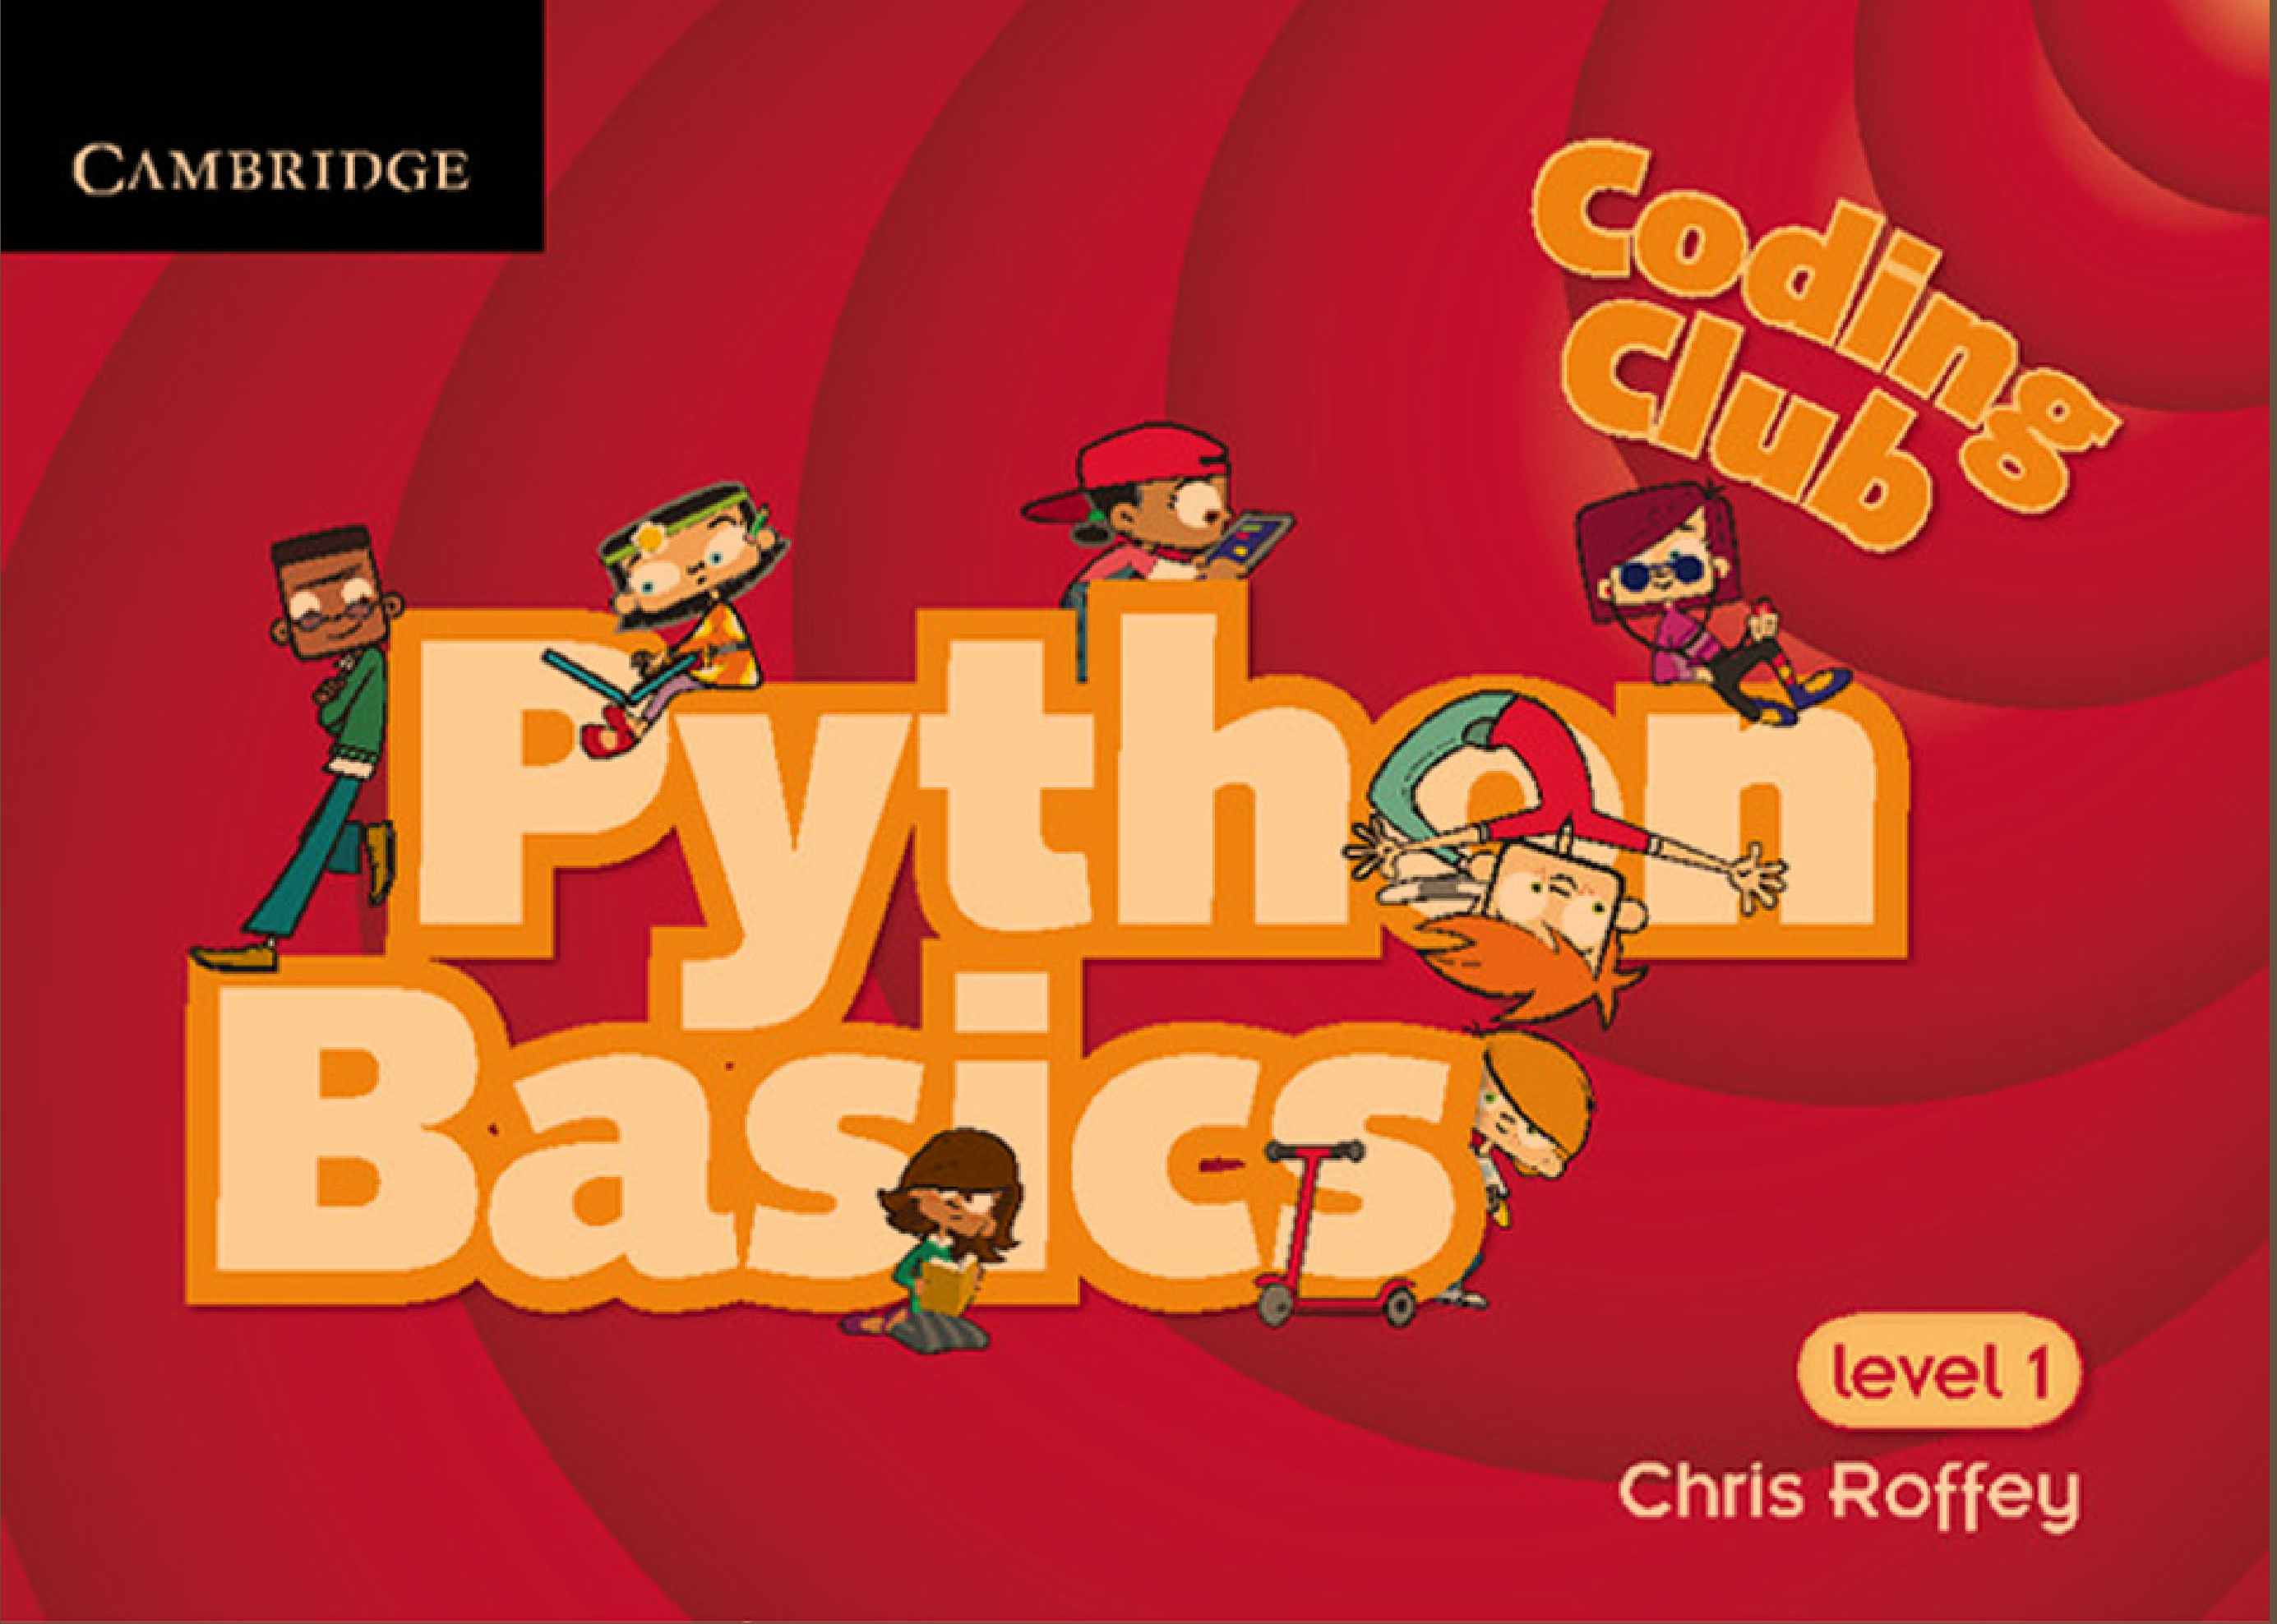 CAMBRIDGE
Coding
Club
Python
Basics
level 1
Chris Roffey